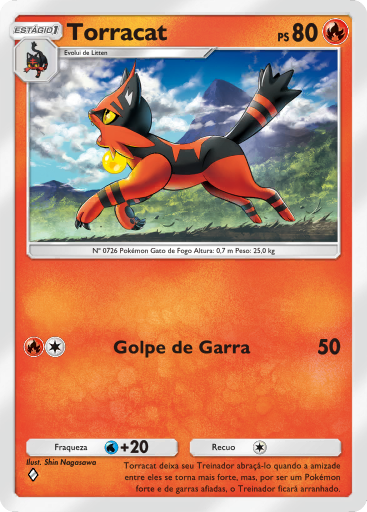 ESTÁGIO 1
Torracat
PS 80
Evolui de Litten
Nº 0726 Pokémon Gato de Fogo Altura: 0,7 m Peso: 25,0 kg
Golpe de Garra 50
Fraqueza +20
Recuo
Ilust. Shin Nagasawa
Torracat deixa seu Treinador abraçá-lo quando a amizade
entre eles se torna mais forte, mas, por ser um Pokémon
forte e de garras afiadas, o Treinador ficará arranhado.